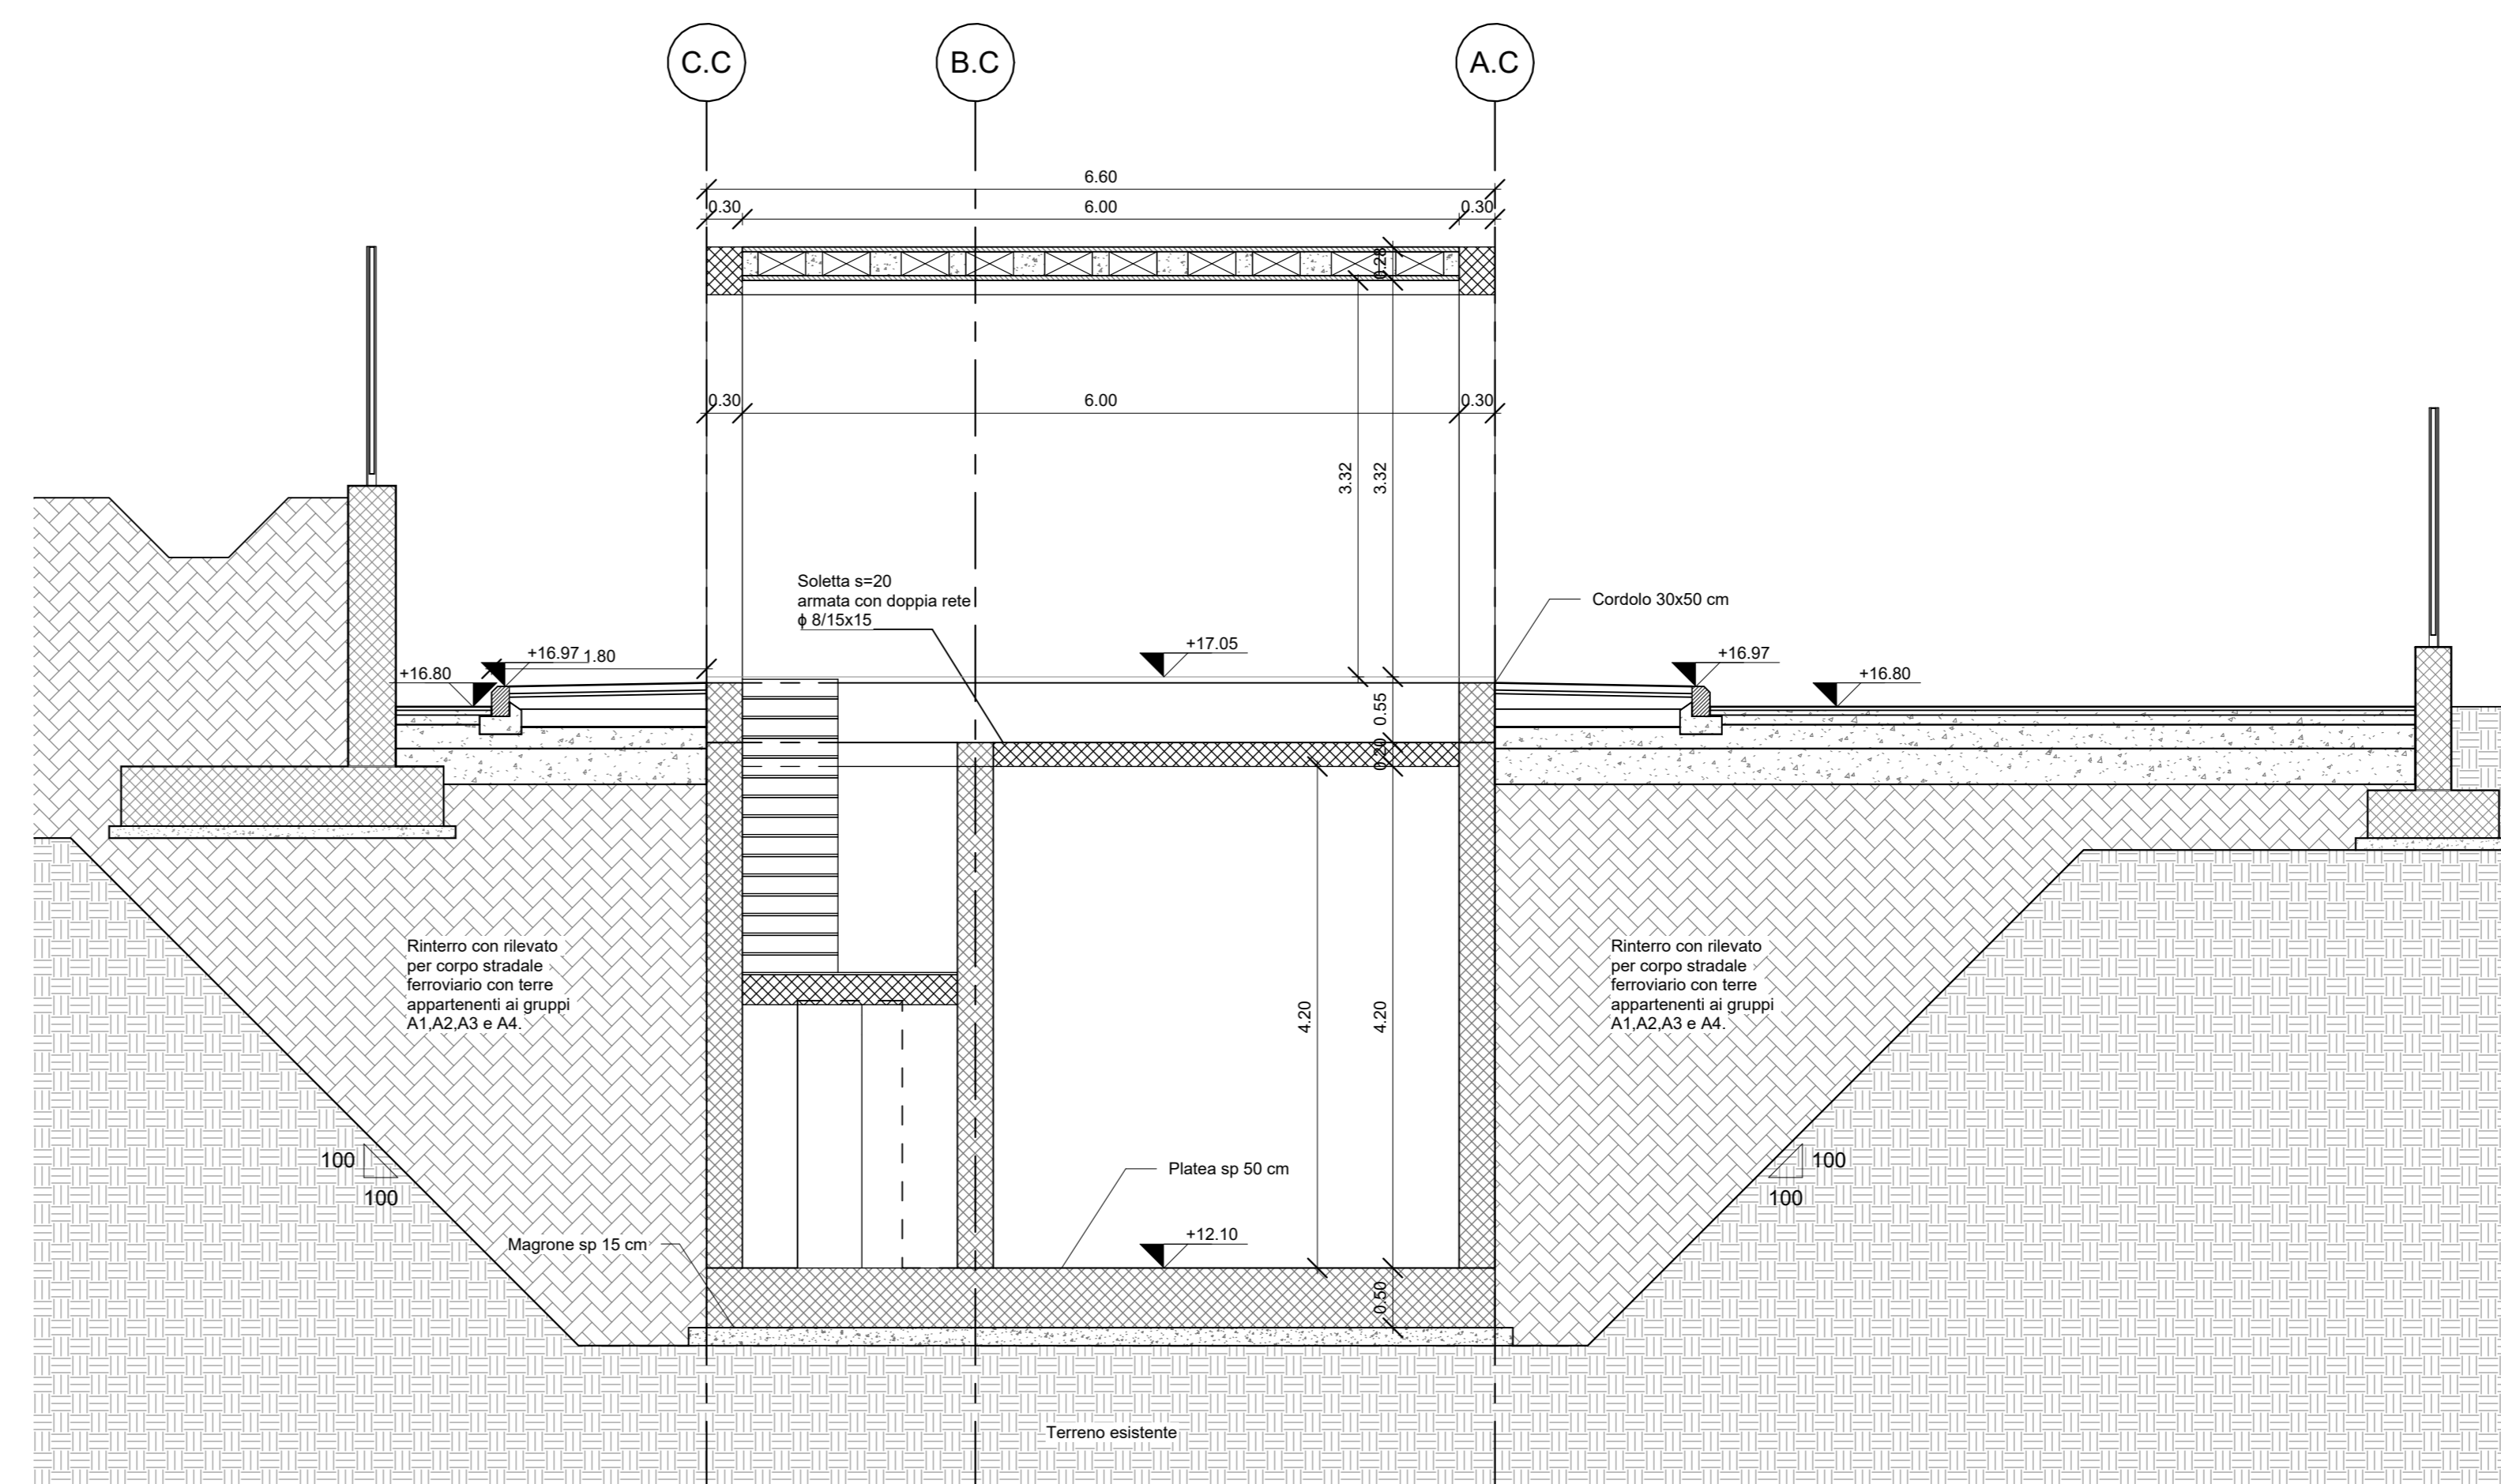 C.C
B.C
A.C
6.60
0.30
6.00
0.30
0.28
0.30
6.00
0.30
3.32
3.32
Soletta s=20
armata con doppia rete
ϕ 8/15x15
Cordolo 30x50 cm
+16.80
+16.97
1.80
+17.05
+16.97
+16.80
0.55
0.20
Rinterro con rilevato
per corpo stradale
ferroviario con terre
appartenenti ai gruppi
A1,A2,A3 e A4.
Rinterro con rilevato
per corpo stradale
ferroviario con terre
appartenenti ai gruppi
A1,A2,A3 e A4.
4.20
4.20
100
100
100
100
Platea sp 50 cm
Magrone sp 15 cm
+12.10
0.50
Terreno esistente